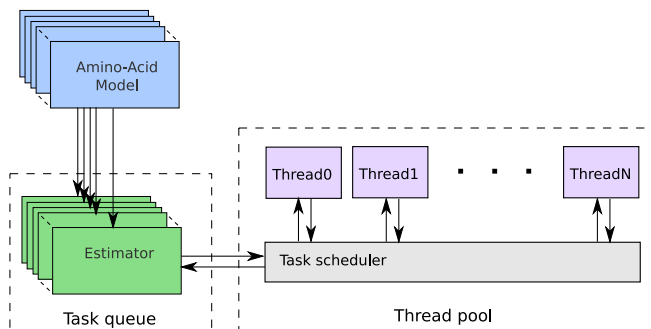 Amino-Acid
Model
Thread0
Thread1
. . .
ThreadN
Estimator
Task scheduler
Task queue
Thread pool